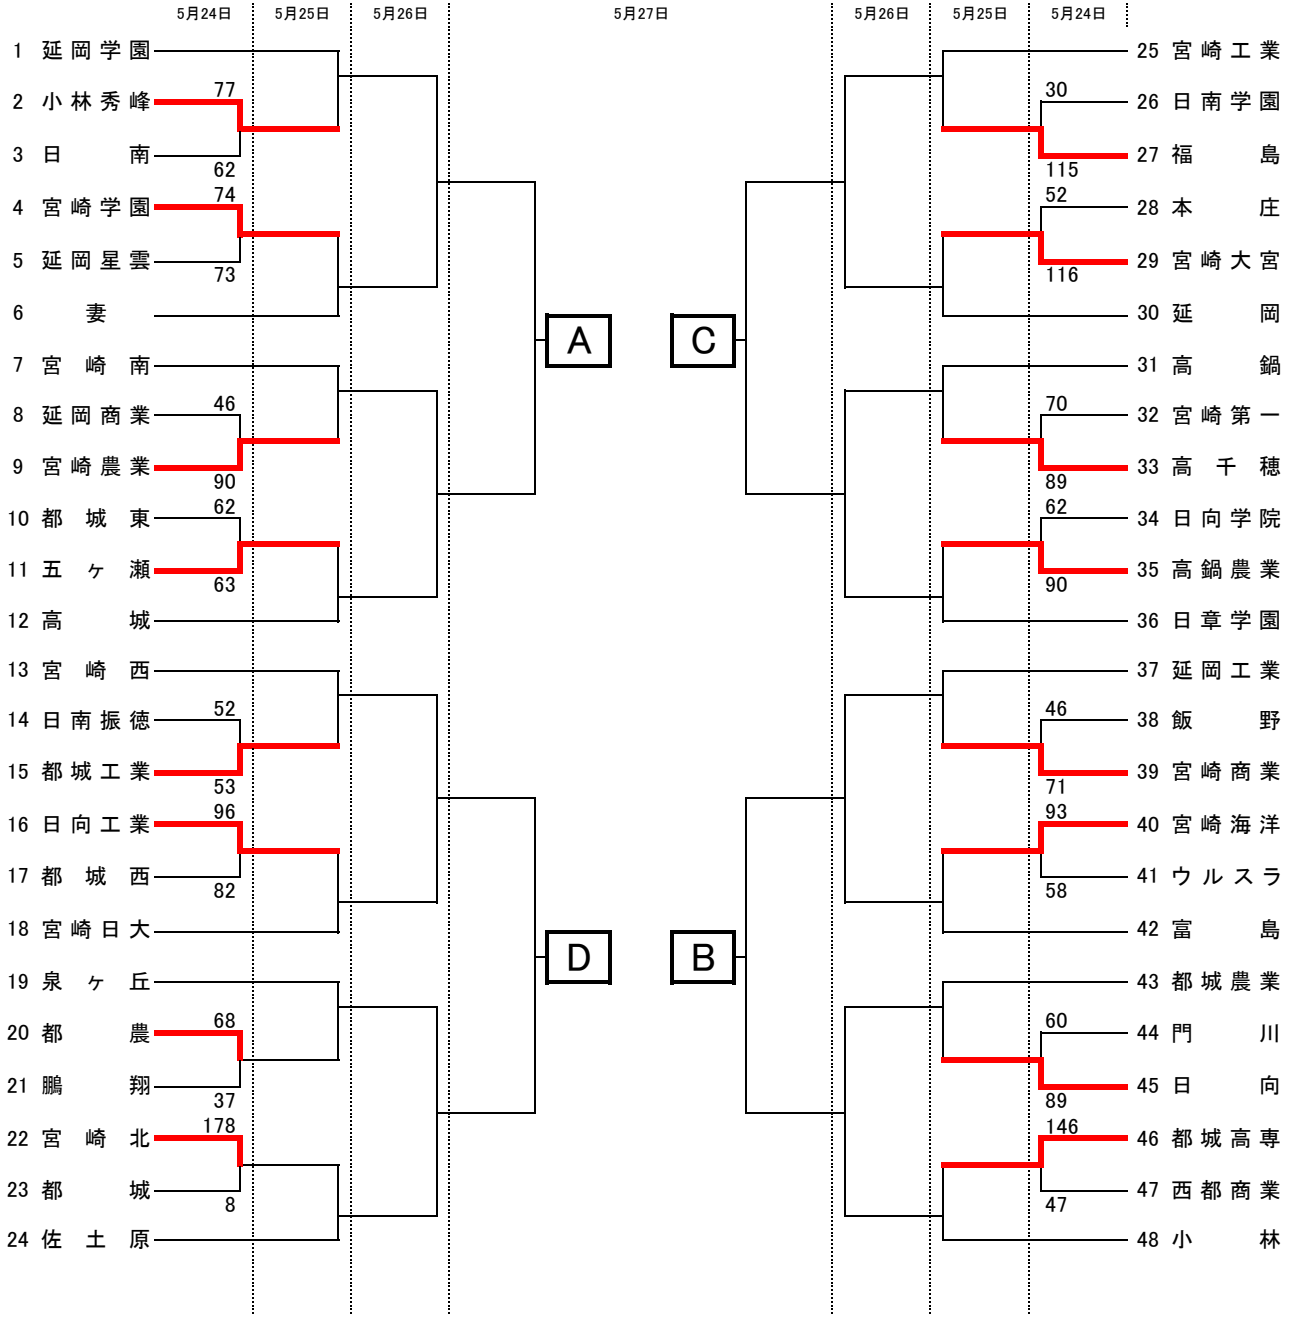 5月24日 5月25日 5月26日 5月27日 5月26日 5月25日 5月24日
1 延岡学園
77
2 小林秀峰
3 日南
62
74
4 宮崎学園
5 延岡星雲
73
6 妻
7 宮崎南
46
8 延岡商業
9 宮崎農業
90
62
10 都城東
11 五ヶ瀬
63
12 高城
A
13 宮崎西
52
14 日南振徳
15 都城工業
53
96
16 日向工業
17 都城西
82
18 宮崎日大
19 泉ヶ丘
68
20 都農
21 鵬翔
37
178
22 宮崎北
23 都城
8
24 佐土原
D
25 宮崎工業
30
26 日南学園
27 福島
115
52
28 本庄
29 宮崎大宮
116
30 延岡
31 高鍋
70
32 宮崎第一
33 高千穂
89
62
34 日向学院
35 高鍋農業
90
36 日章学園
C
37 延岡工業
46
38 飯野
39 宮崎商業
71
93
40 宮崎海洋
41 ウルスラ
58
42 富島
43 都城農業
60
44 門川
45 日向
89
146
46 都城高専
47 西都商業
47
48 小林
B